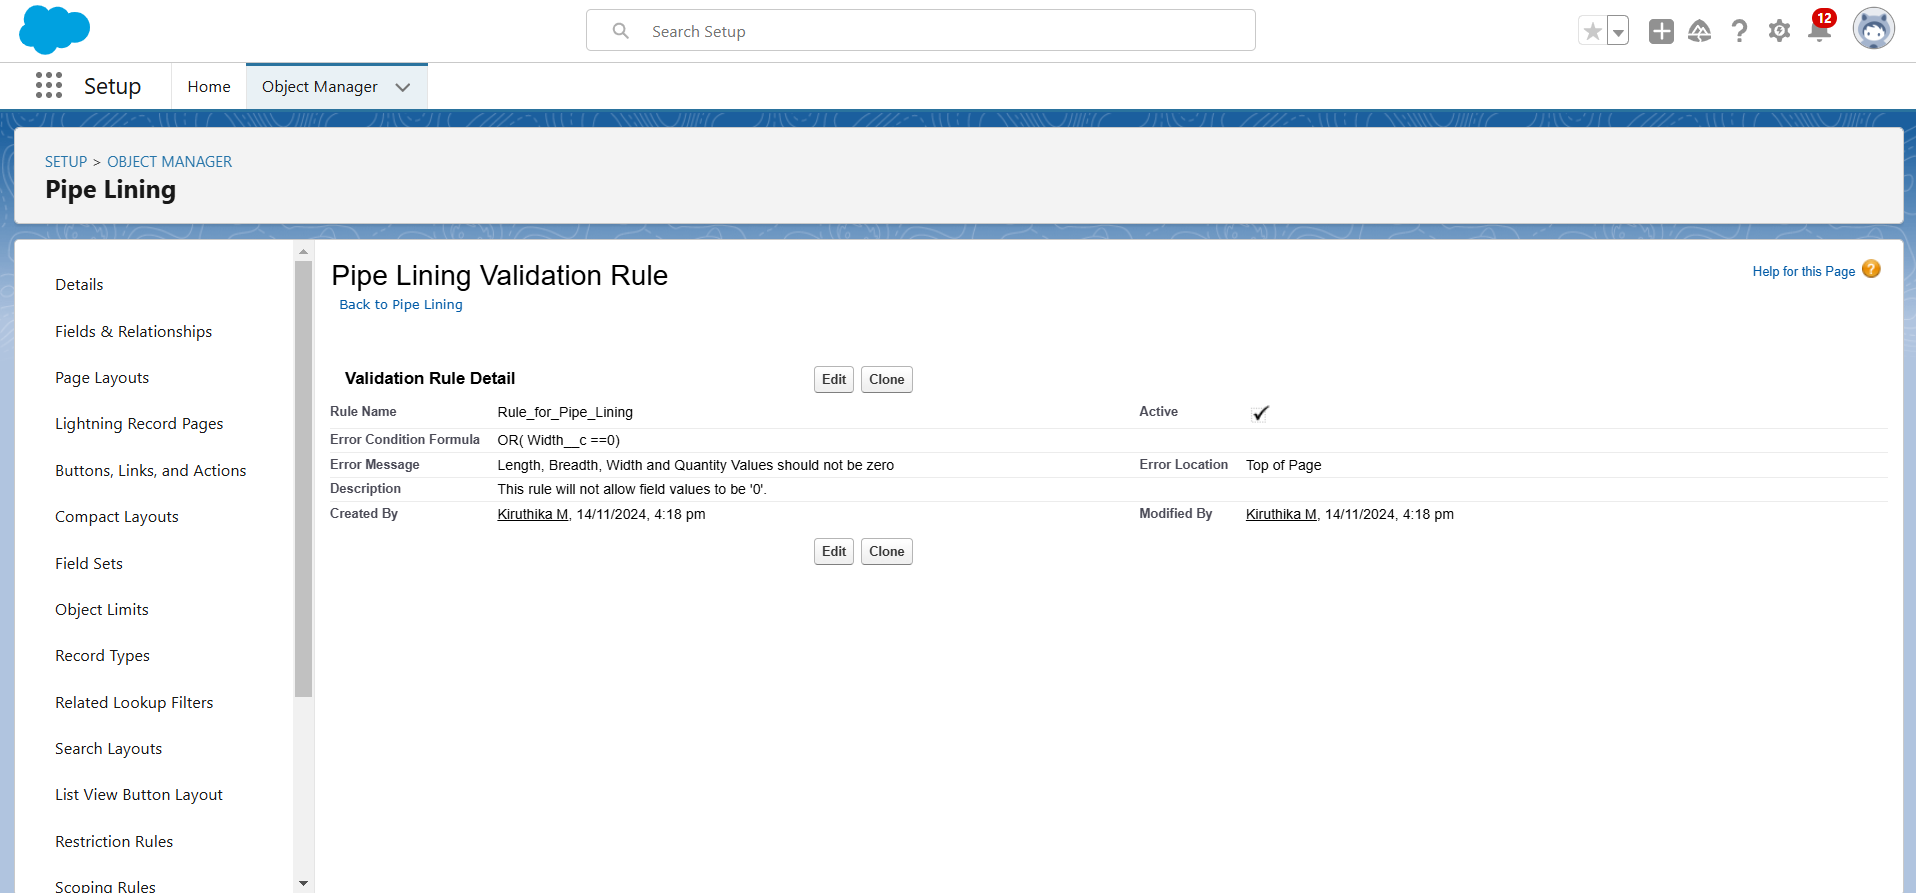 Search Setup
12
Setup
Home
Object Manager
SETUP > OBJECT MANAGER
Pipe Lining
Details
Fields & Relationships
Page Layouts
Lightning Record Pages
Buttons, Links, and Actions
Compact Layouts
Field Sets
Object Limits
Record Types
Related Lookup Filters
Search Layouts
List View Button Layout
Restriction Rules
Scoping Rules
Pipe Lining Validation Rule
Help for this Page ?
Back to Pipe Lining
Validation Rule Detail
Edit Clone
Rule Name Rule_for_Pipe_Lining Active
Error Condition Formula OR( Width__c ==0)
Error Message Length, Breadth, Width and Quantity Values should not be zero Error Location Top of Page
Description This rule will not allow field values to be '0'.
Created By Kiruthika M, 14/11/2024, 4:18 pm Modified By Kiruthika M, 14/11/2024, 4:18 pm
Edit Clone